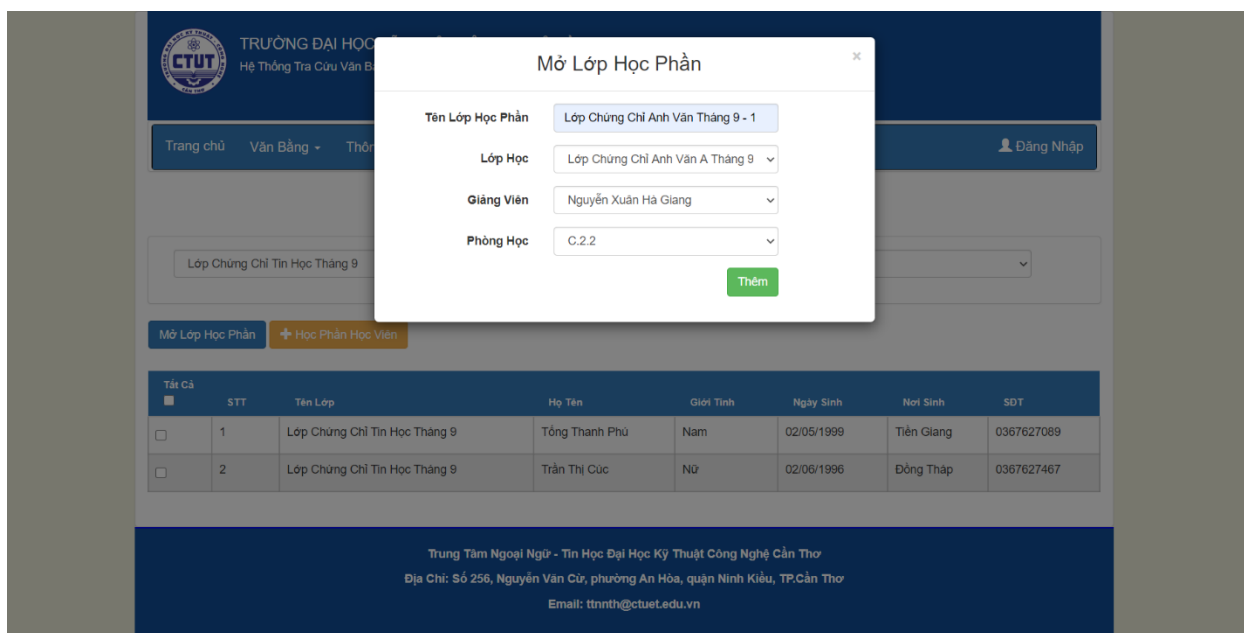 CTUT
TRƯỜNG ĐẠI HỌC
Hệ Thống Tra Cứu Văn B
Trang chủ Văn Bằng Thôn
Đăng Nhập
Mở Lớp Học Phần ×
Tên Lớp Học Phần Lớp Chứng Chỉ Anh Văn Tháng 9 - 1
Lớp Học Lớp Chứng Chỉ Anh Văn A Tháng 9
Giảng Viên Nguyễn Xuân Hà Giang
Phòng Học C.2.2
Thêm
Lớp Chứng Chỉ Tin Học Tháng 9
Mở Lớp Học Phần + Học Phần Học Viên
Tất Cả
STT Tên Lớp Họ Tên Giới Tính Ngày Sinh Nơi Sinh SĐT
1 Lớp Chứng Chỉ Tin Học Tháng 9 Tống Thanh Phú Nam 02/05/1999 Tiền Giang 0367627089
2 Lớp Chứng Chỉ Tin Học Tháng 9 Trần Thị Cúc Nữ 02/06/1996 Đồng Tháp 0367627467
Trung Tâm Ngoại Ngữ - Tin Học Đại Học Kỹ Thuật Công Nghệ Cần Thơ
Địa Chỉ: Số 256, Nguyễn Văn Cừ, phường An Hòa, quận Ninh Kiều, TP.Cần Thơ
Email: ttnnth@ctuet.edu.vn